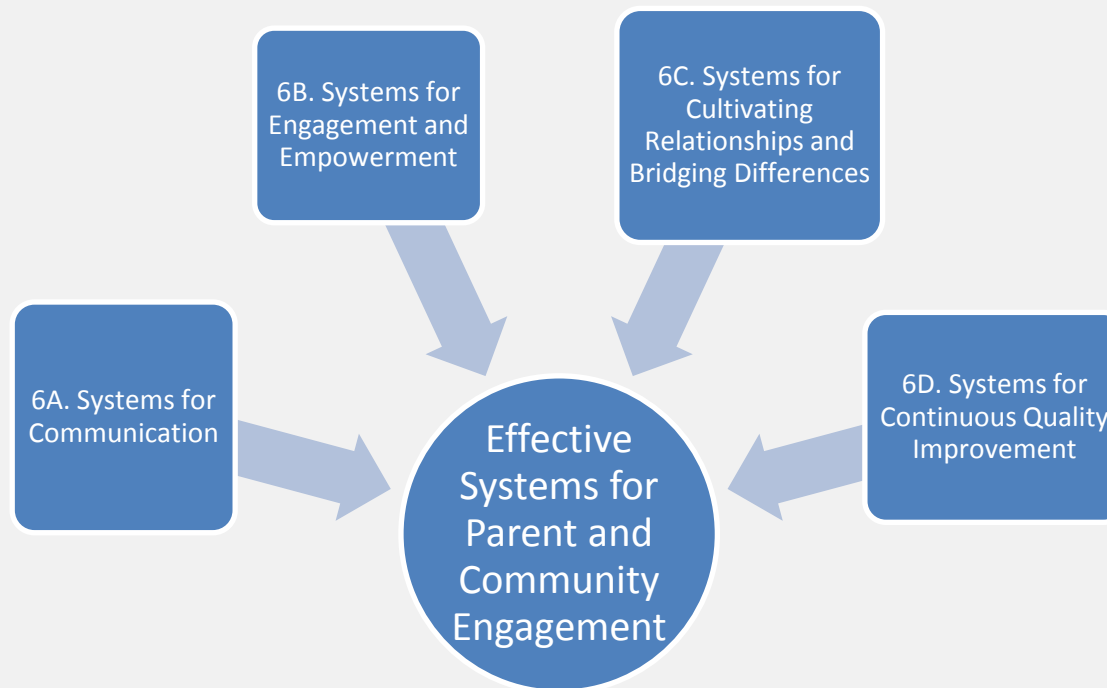 6A. Systems for
Communication
6B. Systems for
Engagement and
Empowerment
6C. Systems for
Cultivating
Relationships and
Bridging Differences
6D. Systems for
Continuous Quality
Improvement
Effective
Systems for
Parent and
Community
Engagement